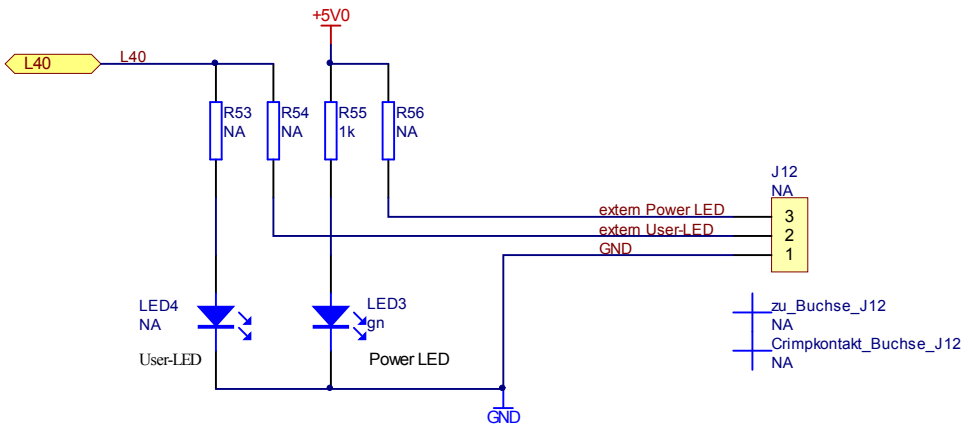 +5V0
L40
L40
R53
NA
R54
NA
R55
1k
R56
NA
J12
NA
extern Power LED
3
extern User-LED
2
GND
1
LED4
NA
LED3
gn
User-LED
Power LED
zu_Buchse_J12
NA
Crimpkontakt_Buchse_J12
NA
GND